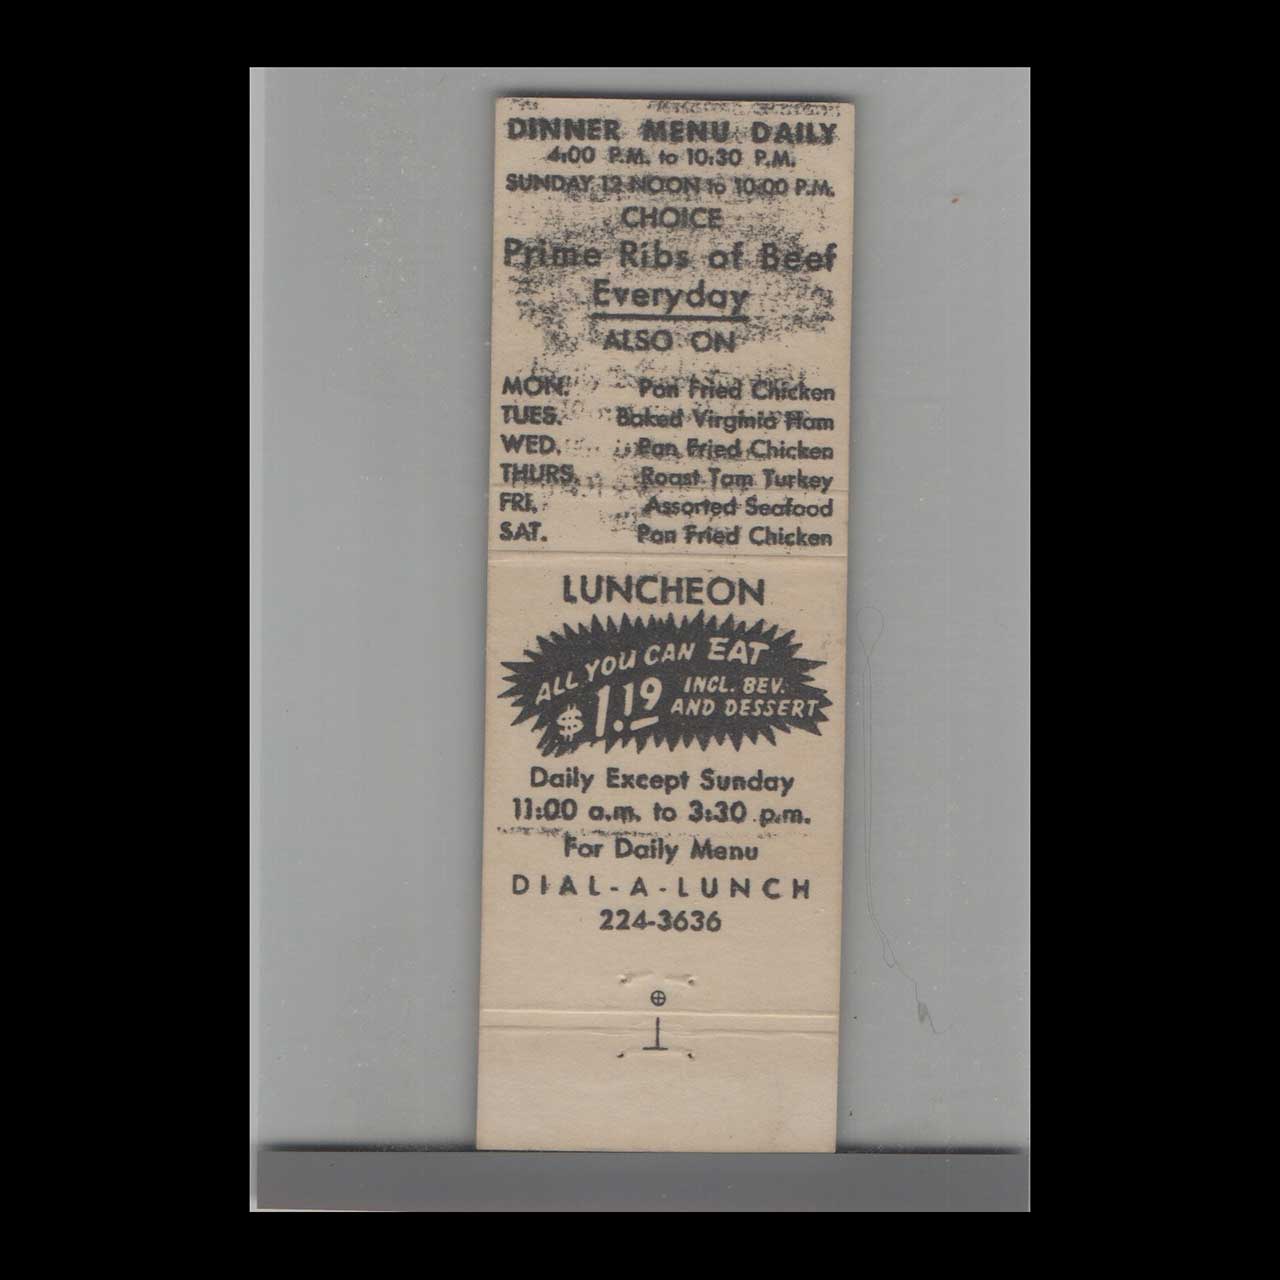 DINNER MENU DAILY
4:00 P.M. to 10:30 P.M.
SUNDAY 12 NOON to 10:00 P.M.
CHOICE
Prime Ribs of Beef
Everyday
ALSO ON
MON. Pan Fried Chicken
TUES. Baked Virginia Ham
WED. Pan Fried Chicken
THURS. Roast Tom Turkey
FRI. Assorted Seafood
SAT. Pan Fried Chicken
LUNCHEON
ALL YOU CAN EAT
$1.19 INCL. BEV.
AND DESSERT
Daily Except Sunday
11:00 a.m. to 3:30 p.m.
For Daily Menu
DIAL-A-LUNCH
224-3636